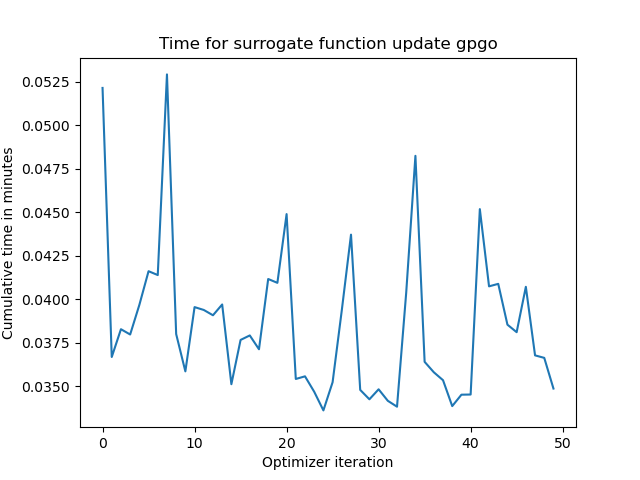 Time for surrogate function update gpgo
Cumulative time in minutes
0.0525
0.0500
0.0475
0.0450
0.0425
0.0400
0.0375
0.0350
0 10 20 30 40 50
Optimizer iteration